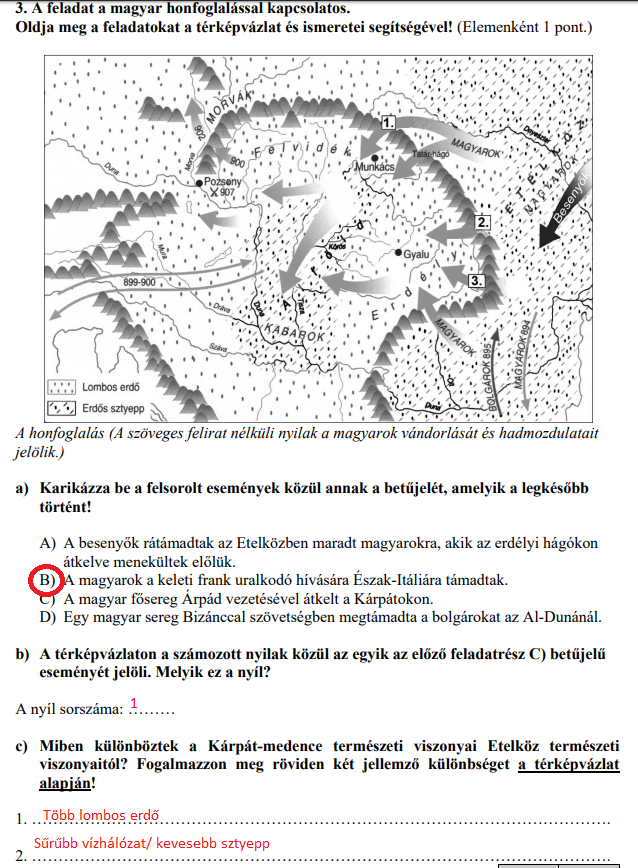 3. A feladat a magyar honfoglalással kapcsolatos.
Oldja meg a feladatokat a térképvázlat és ismeretei segítségével! (Elemenként 1 pont.)
MORVÁK
902
Morva
900
Felvidék
1.
MAGYAROK
Dnyeszter
Tatár-hágó
Munkács
Duna
Pozsony
907
ETELKÖZ
MAGYAROK
Besenyő
2.
Körös
Gyalu
Alföld
Erdély
3.
Mura
899-900
Dráva
Duna
Tisza
KABAROK
Száva
MAGYAROK
Olt
BOLGÁROK 895
MAGYAROK 894
Duna
Lombos erdő
Erdős sztyepp
A honfoglalás (A szöveges felirat nélküli nyilak a magyarok vándorlását és hadmozdulatait
jelölik.)
a) Karikázza be a felsorolt események közül annak a betűjelét, amelyik a legkésőbb
történt!
A) A besenyők rátámadtak az Etelközben maradt magyarokra, akik az erdélyi hágókon
átkelve menekültek előlük.
B) A magyarok a keleti frank uralkodó hívására Észak-Itáliára támadtak.
C) A magyar fősereg Árpád vezetésével átkelt a Kárpátokon.
D) Egy magyar sereg Bizánccal szövetségben megtámadta a bolgárokat az Al-Dunánál.
b) A térképvázlaton a számozott nyilak közül az egyik az előző feladatrész C) betűjelű
eseményét jelöli. Melyik ez a nyíl?
A nyíl sorszáma: 1.........
c) Miben különböztek a Kárpát-medence természeti viszonyai Etelköz természeti
viszonyaitól? Fogalmazzon meg röviden két jellemző különbséget a térképvázlat
alapján!
1. Több lombos erdő
2. Sűrűbb vízhálózat/ kevesebb sztyepp